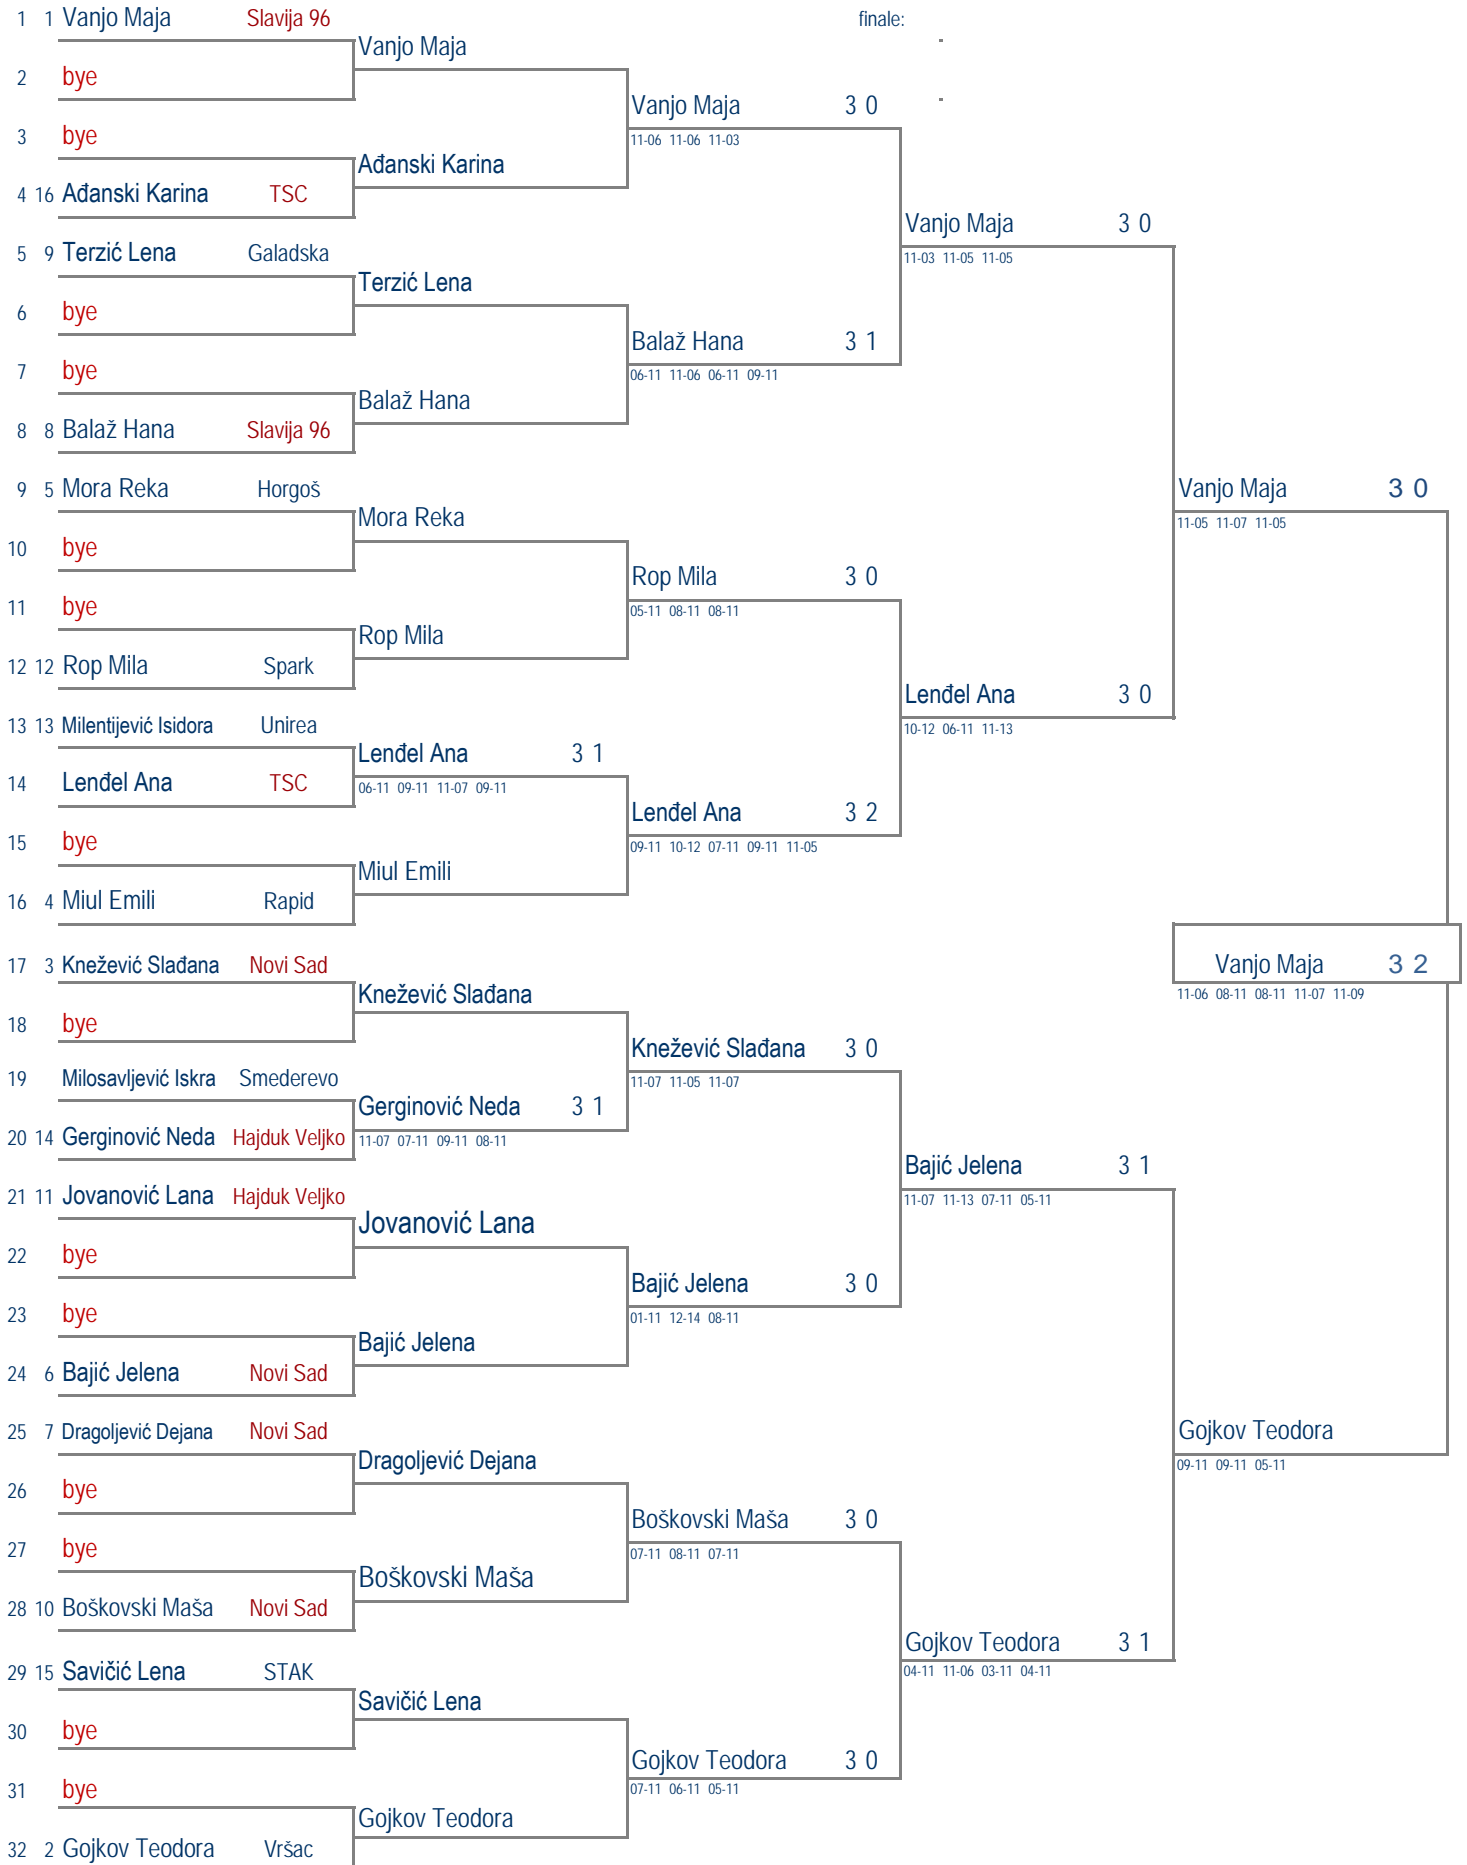 1 1 Vanjo Maja Slavija 96 finale:
Vanjo Maja
2 bye
Vanjo Maja 3 0
3 bye
11-06 11-06 11-03
Ađanski Karina
4 16 Ađanski Karina TSC
Vanjo Maja 3 0
5 9 Terzić Lena Galadska
11-03 11-05 11-05
Terzić Lena
6 bye
Balaž Hana 3 1
7 bye
06-11 11-06 06-11 09-11
Balaž Hana
8 8 Balaž Hana Slavija 96
9 5 Mora Reka Horgoš
Vanjo Maja 3 0
Mora Reka
11-05 11-07 11-05
10 bye
Rop Mila 3 0
11 bye
05-11 08-11 08-11
Rop Mila
12 12 Rop Mila Spark
Lenđel Ana 3 0
13 13 Milentijević Isidora Unirea
10-12 06-11 11-13
Lenđel Ana 3 1
14 Lenđel Ana TSC
06-11 09-11 11-07 09-11
Lenđel Ana 3 2
15 bye
09-11 10-12 07-11 09-11 11-05
Miul Emili
16 4 Miul Emili Rapid
17 3 Knežević Slađana Novi Sad
Vanjo Maja 3 2
Knežević Slađana
11-06 08-11 08-11 11-07 11-09
18 bye
Knežević Slađana 3 0
19 Milosavljević Iskra Smederevo
11-07 11-05 11-07
Gerginović Neda 3 1
20 14 Gerginović Neda Hajduk Veljko
11-07 07-11 09-11 08-11
Bajić Jelena 3 1
21 11 Jovanović Lana Hajduk Veljko
11-07 11-13 07-11 05-11
Jovanović Lana
22 bye
Bajić Jelena 3 0
23 bye
01-11 12-14 08-11
Bajić Jelena
24 6 Bajić Jelena Novi Sad
25 7 Dragoljević Dejana Novi Sad
Gojkov Teodora
Dragoljević Dejana
09-11 09-11 05-11
26 bye
Boškovski Maša 3 0
27 bye
07-11 08-11 07-11
Boškovski Maša
28 10 Boškovski Maša Novi Sad
Gojkov Teodora 3 1
29 15 Savičić Lena STAK
04-11 11-06 03-11 04-11
Savičić Lena
30 bye
Gojkov Teodora 3 0
31 bye
07-11 06-11 05-11
Gojkov Teodora
32 2 Gojkov Teodora Vršac